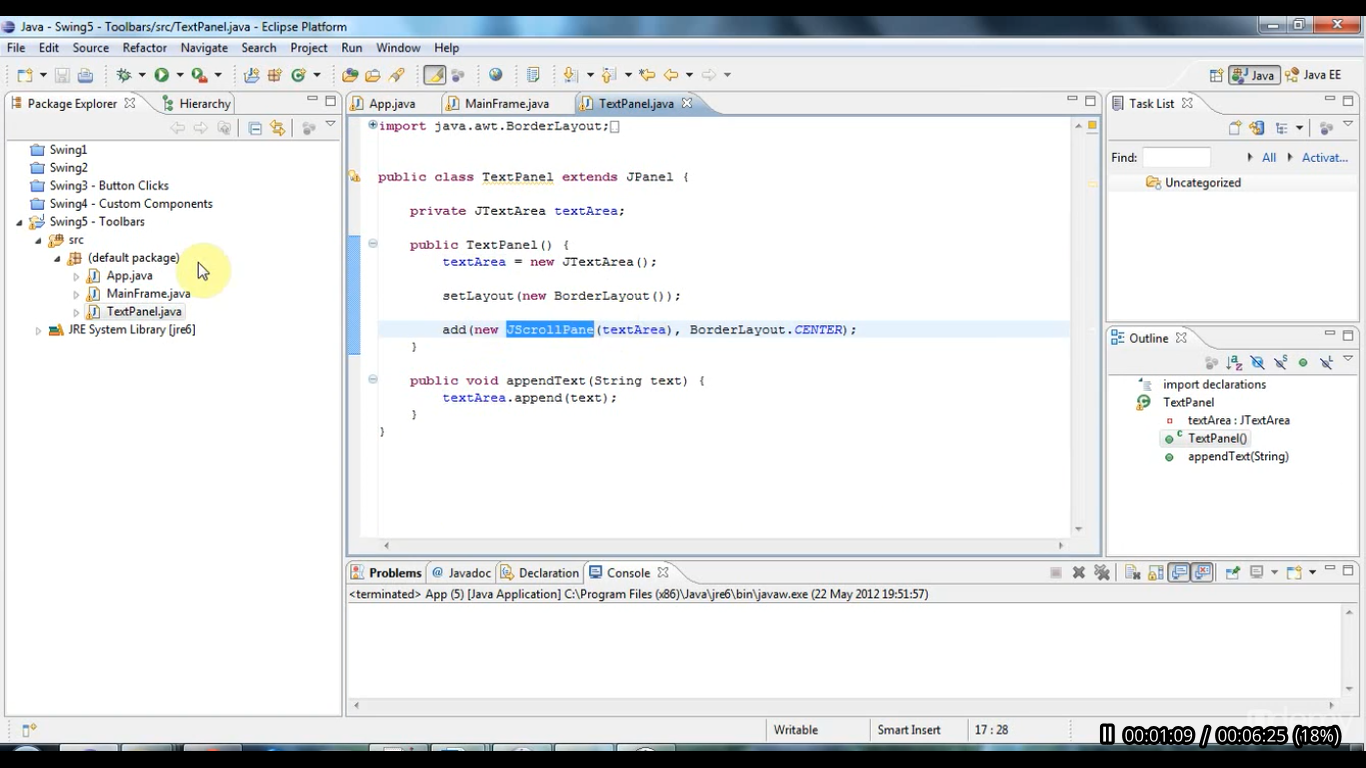 Java - Swing5 - Toolbars/src/TextPanel.java - Eclipse Platform
File Edit Source Refactor Navigate Search Project Run Window Help
Java Java EE
Package Explorer Hierarchy
Swing1
Swing2
Swing3 - Button Clicks
Swing4 - Custom Components
Swing5 - Toolbars
src
(default package)
App.java
MainFrame.java
TextPanel.java
JRE System Library [jre6]
App.java MainFrame.java TextPanel.java
import java.awt.BorderLayout;
public class TextPanel extends JPanel {
private JTextArea textArea;
public TextPanel() {
textArea = new JTextArea();
setLayout(new BorderLayout());
add(new JScrollPane(textArea), BorderLayout.CENTER);
}
public void appendText(String text) {
textArea.append(text);
}
}
Task List
Find: All Activat...
Uncategorized
Outline
import declarations
TextPanel
textArea : JTextArea
TextPanel()
appendText(String)
Problems @ Javadoc Declaration Console
<terminated> App (5) [Java Application] C:\Program Files (x86)\Java\jre6\bin\javaw.exe (22 May 2012 19:51:57)
Writable Smart Insert 17 : 28
00:01:09 / 00:06:25 (18%)